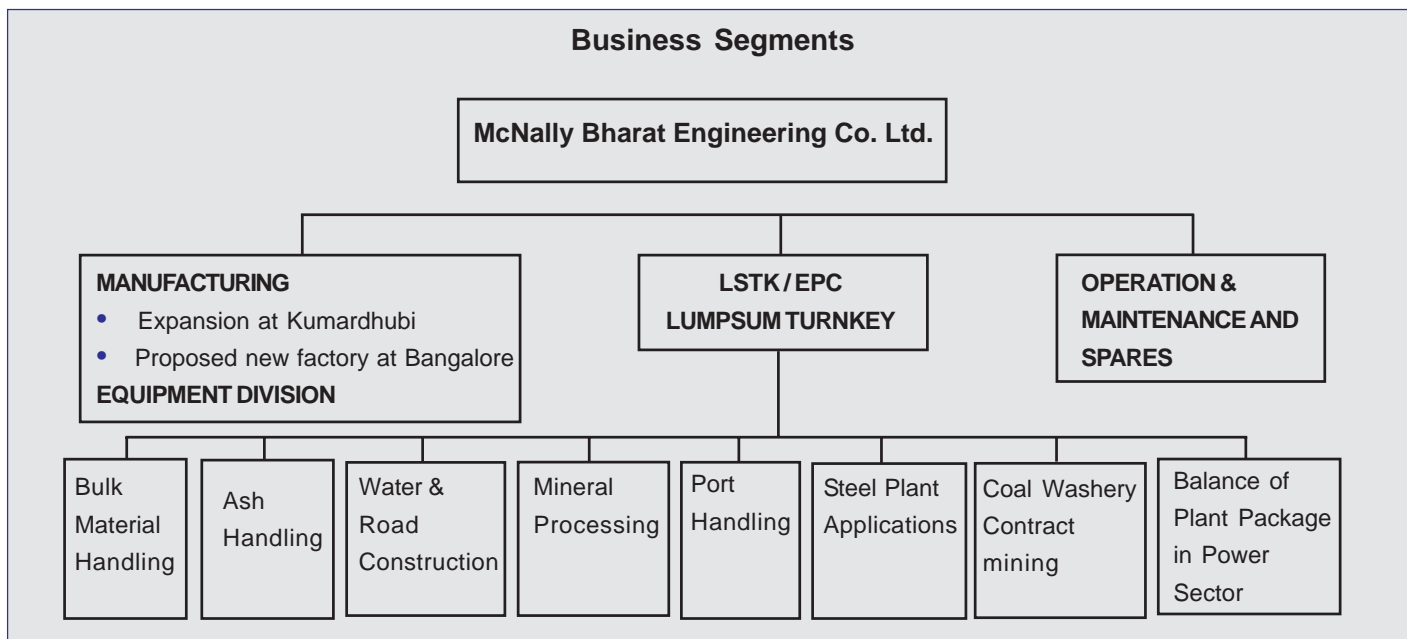 Business Segments
McNally Bharat Engineering Co. Ltd.
MANUFACTURING
• Expansion at Kumardhubi
• Proposed new factory at Bangalore
EQUIPMENT DIVISION
LSTK / EPC
LUMPSUM TURNKEY
OPERATION &
MAINTENANCE AND
SPARES
Bulk
Material
Handling
Ash
Handling
Water &
Road
Construction
Mineral
Processing
Port
Handling
Steel Plant
Applications
Coal Washery
Contract
mining
Balance of
Plant Package
in Power
Sector